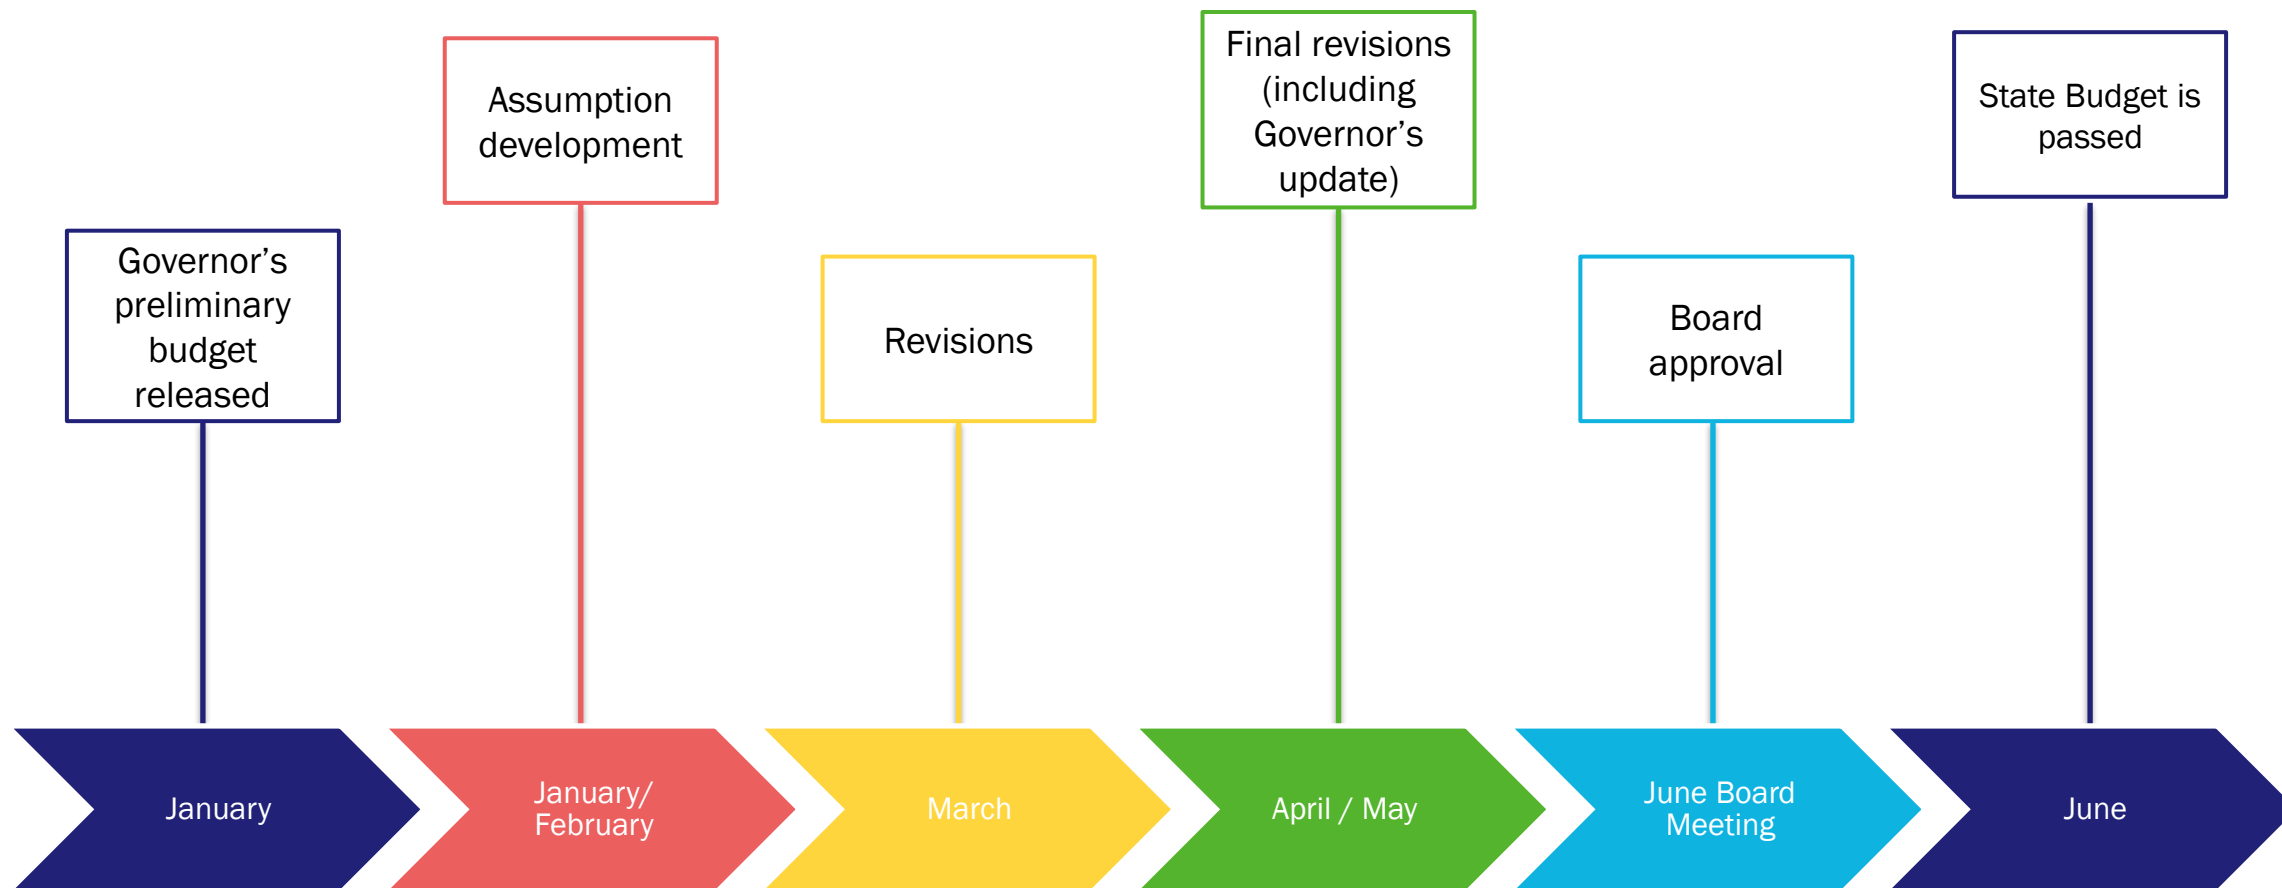 Governor’s
preliminary
budget
released
Assumption
development
Revisions
Final revisions
(including
Governor’s
update)
Board
approval
State Budget is
passed
January
January/
February
March
April / May
June Board
Meeting
June